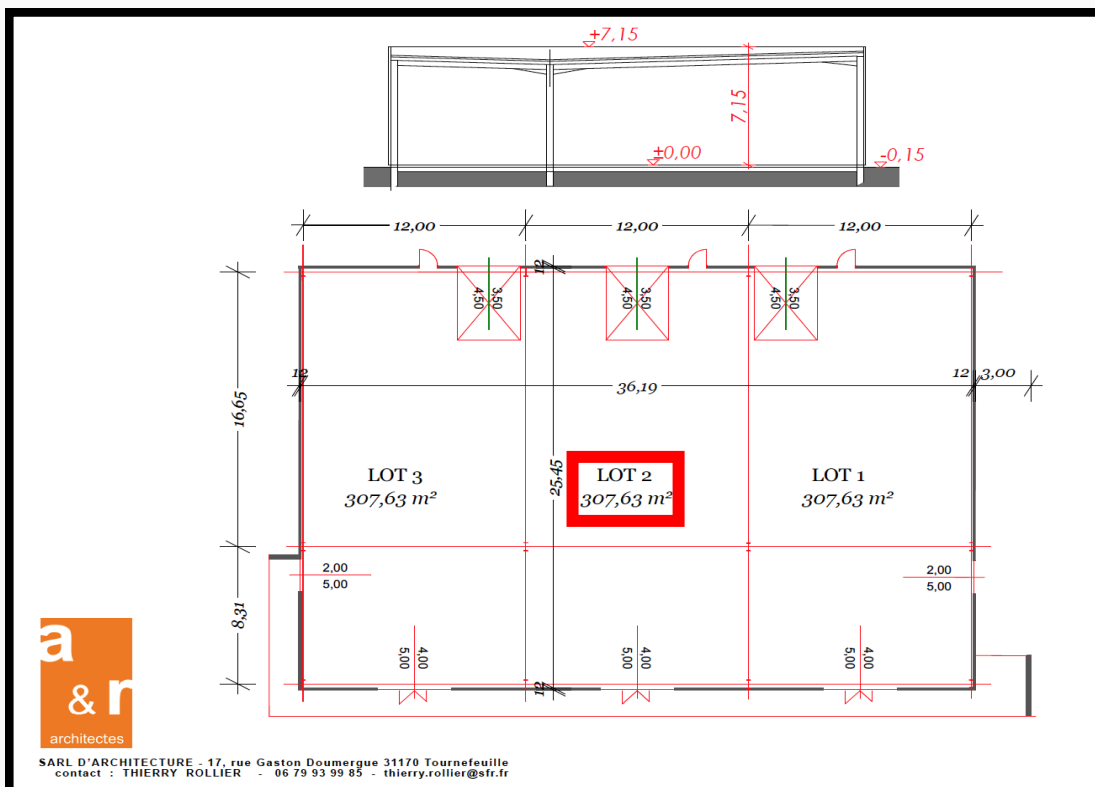 +7,15
7,15
±0,00
-0,15
12,00
12,00
12,00
12
4,50
3,50
4,50
3,50
4,50
3,50
12
36,19
12
3,00
16,65
25,45
LOT 3
307,63 m²
LOT 2
307,63 m²
LOT 1
307,63 m²
2,00
5,00
2,00
5,00
8,31
5,00
4,00
5,00
4,00
5,00
4,00
12
a
& r
architectes
SARL D'ARCHITECTURE - 17, rue Gaston Doumergue 31170 Tournefeuille
contact : THIERRY ROLLIER - 06 79 93 99 85 - thierry.rollier@sfr.fr